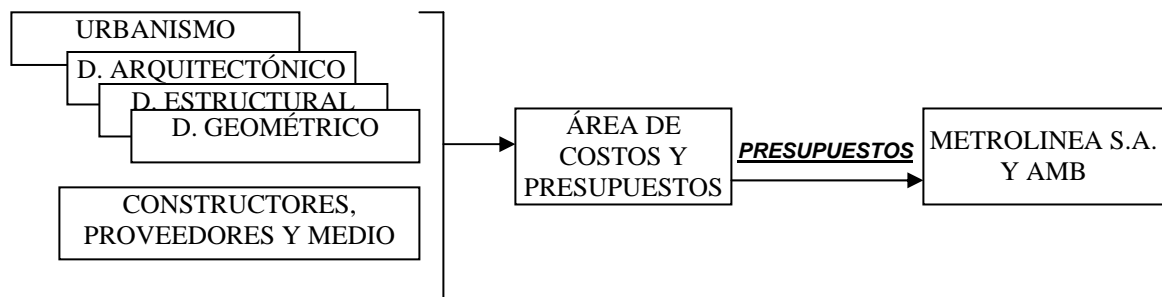 URBANISMO
D. ARQUITECTÓNICO
D. ESTRUCTURAL
D. GEOMÉTRICO
CONSTRUCTORES,
PROVEEDORES Y MEDIO
ÁREA DE
COSTOS Y
PRESUPUESTOS
PRESUPUESTOS
METROLINEA S.A.
Y AMB